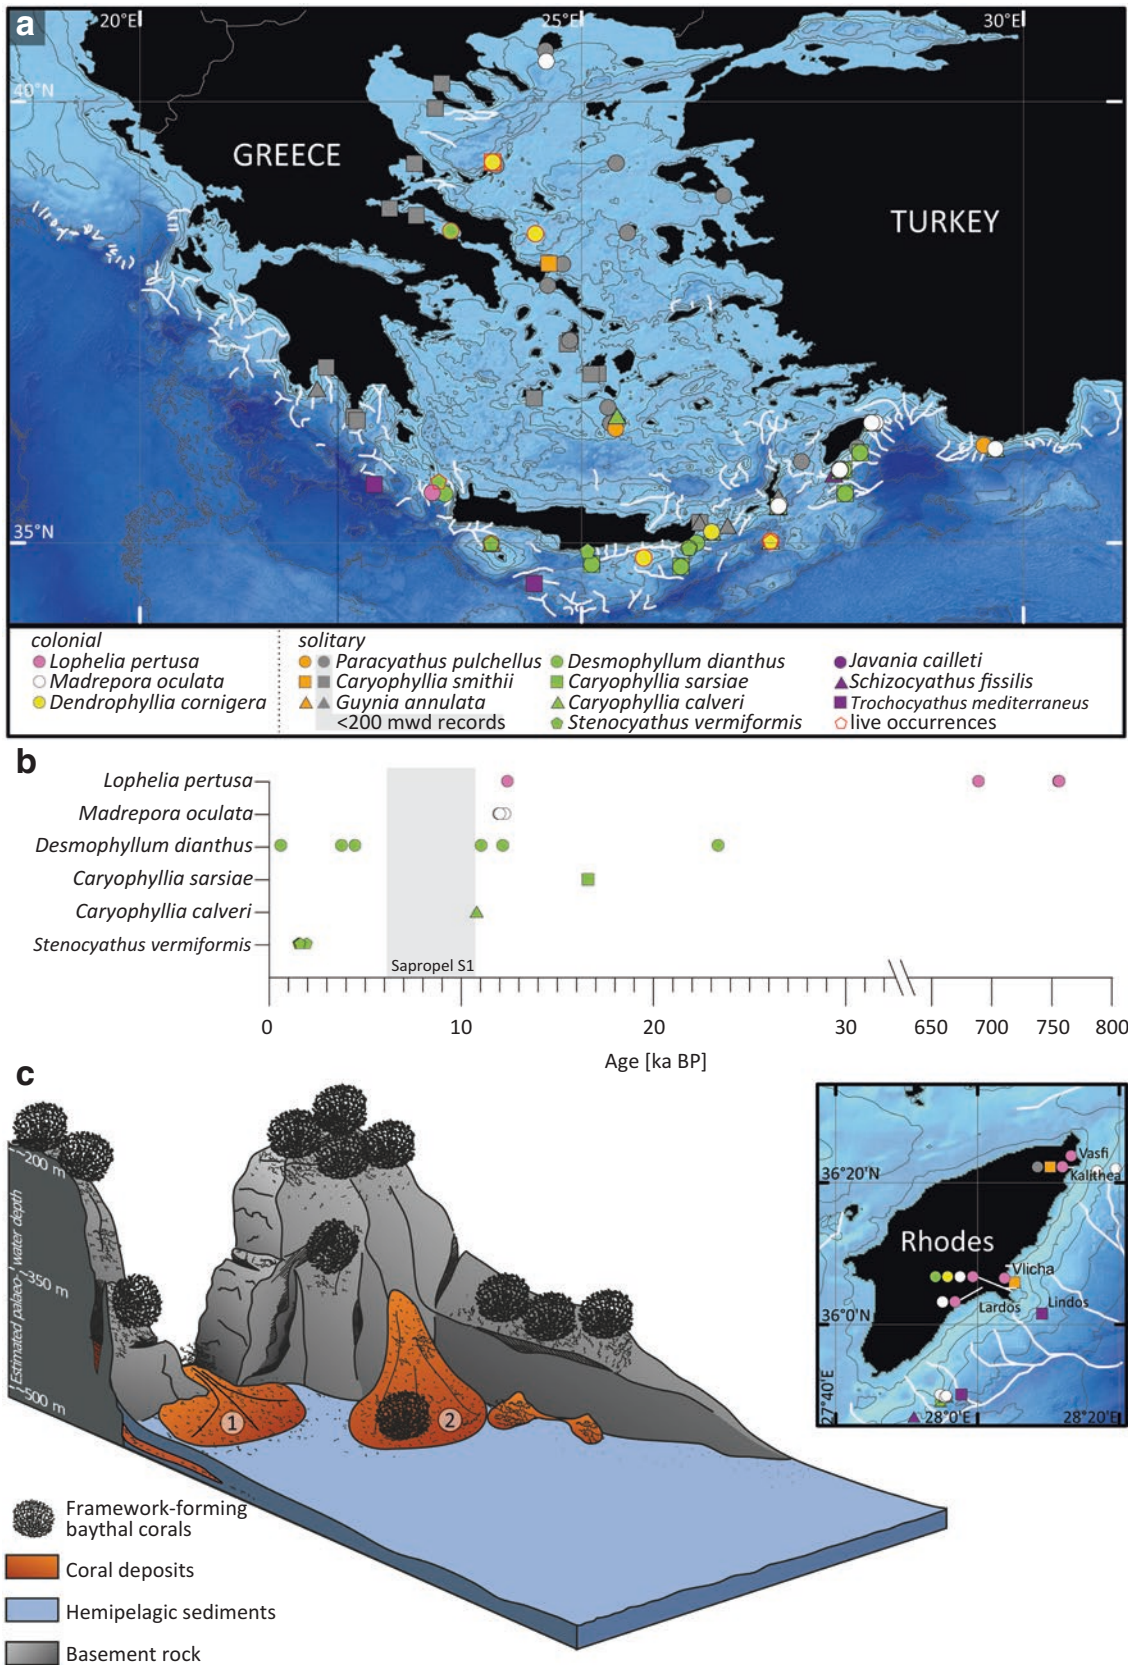 a
20°E
25°E
30°E
40°N
GREECE
TURKEY
35°N
colonial
Lophelia pertusa
Madrepora oculata
Dendrophyllia cornigera
solitary
Paracyathus pulchellus
Caryophyllia smithii
Guynia annulata
<200 mwd records
Desmophyllum dianthus
Caryophyllia sarsiae
Caryophyllia calveri
Stenocyathus vermiformis
Javania cailleti
Schizocyathus fissilis
Trochocyathus mediterraneus
live occurrences
b
Lophelia pertusa
Madrepora oculata
Desmophyllum dianthus
Caryophyllia sarsiae
Caryophyllia calveri
Stenocyathus vermiformis
Sapropel S1
0 10 20 30 650 700 750 800
Age [ka BP]
c
~200 m
~350 m
~500 m
Estimated palaeo-water depth
1
2
Framework-forming
baythal corals
Coral deposits
Hemipelagic sediments
Basement rock
Vasfi
Kalithea
36°20'N
Rhodes
Vlicha
Lardos
Lindos
36°0'N
27°40'E
28°0'E
28°20'E